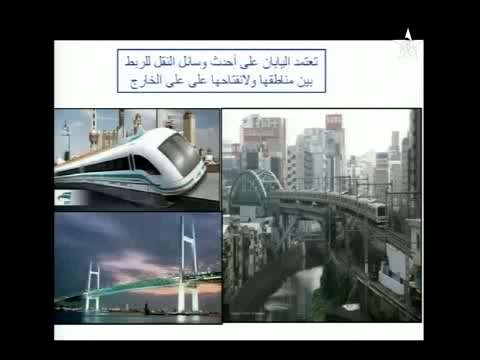 تعتمد اليابان على أحدث وسائل النقل للربط
بين مناطقها ولانفتاحها على على الخارج